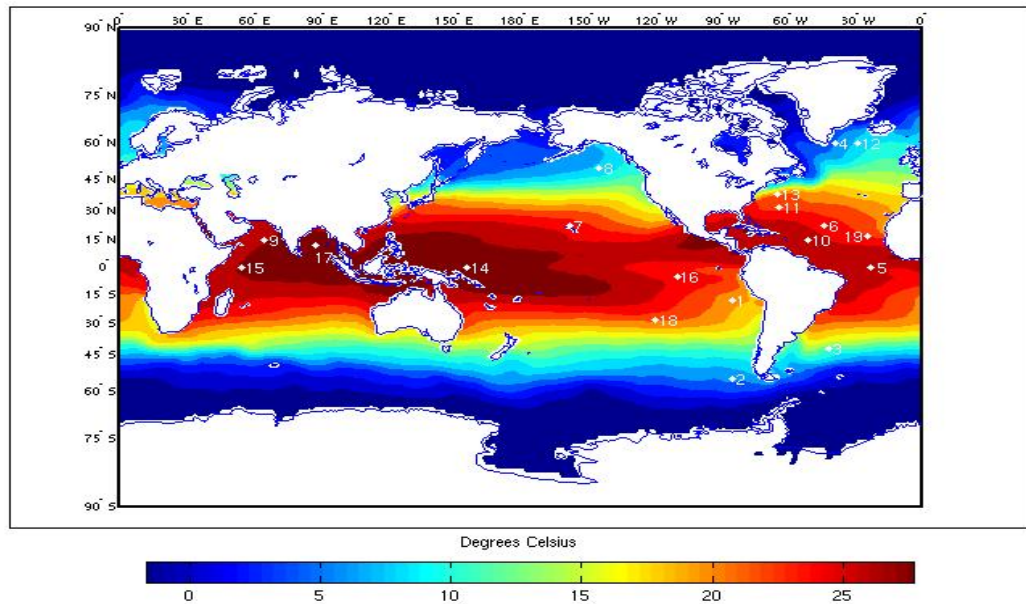 0° 30° E 60° E 90° E 120° E 150° E 180° W 150° W 120° W 90° W 60° W 30° W 0°
90° N
75° N
60° N 4 12
45° N 8
13
30° N 11
7 6
15° N 9 10 19
17
0° 15 14 5
16
15° S 1
30° S 18
45° S 3
2
60° S
75° S
90° S
Degrees Celsius
0 5 10 15 20 25